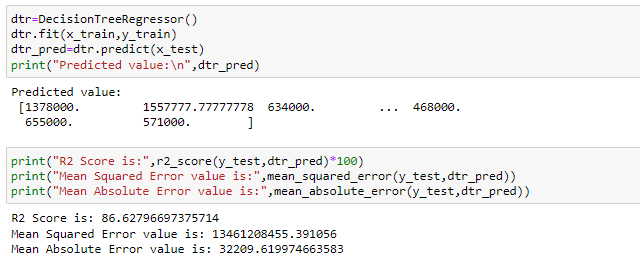 dtr=DecisionTreeRegressor()
dtr.fit(x_train,y_train)
dtr_pred=dtr.predict(x_test)
print("Predicted value:\n",dtr_pred)
Predicted value:
[1378000. 1557777.77777778 634000. ... 468000.
655000. 571000. ]
print("R2 Score is:",r2_score(y_test,dtr_pred)*100)
print("Mean Squared Error value is:",mean_squared_error(y_test,dtr_pred))
print("Mean Absolute Error value is:",mean_absolute_error(y_test,dtr_pred))
R2 Score is: 86.62796697375714
Mean Squared Error value is: 13461208455.391056
Mean Absolute Error value is: 32209.619974663583